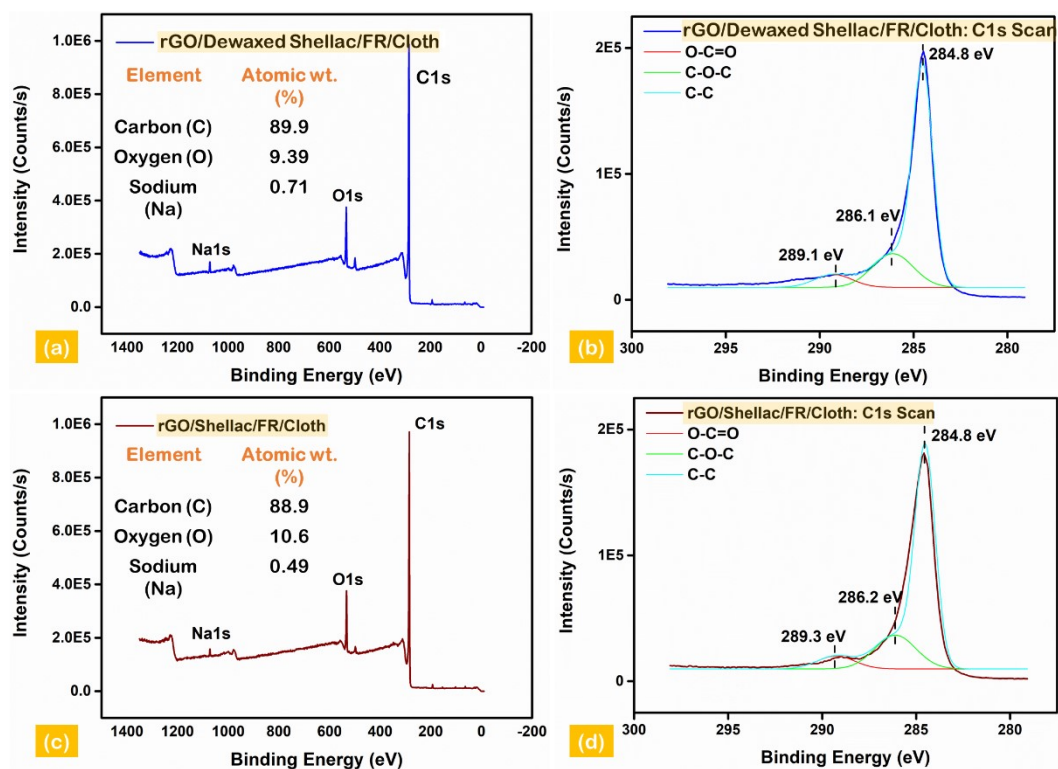 rGO/Dewaxed Shellac/FR/Cloth
Element Atomic wt. (%)
Carbon (C) 89.9
Oxygen (O) 9.39
Sodium (Na) 0.71
C1s
O1s
Na1s
1.0E6
8.0E5
6.0E5
4.0E5
2.0E5
0.0
Intensity (Counts/s)
1400 1200 1000 800 600 400 200 0 -200
Binding Energy (eV)
(a)
rGO/Dewaxed Shellac/FR/Cloth: C1s Scan
O-C=O
C-O-C
C-C
284.8 eV
286.1 eV
289.1 eV
2E5
1E5
0
Intensity (Counts/s)
300 295 290 285 280
Binding Energy (eV)
(b)
rGO/Shellac/FR/Cloth
Element Atomic wt. (%)
Carbon (C) 88.9
Oxygen (O) 10.6
Sodium (Na) 0.49
C1s
O1s
Na1s
1.0E6
8.0E5
6.0E5
4.0E5
2.0E5
0.0
Intensity (Counts/s)
1400 1200 1000 800 600 400 200 0 -200
Binding Energy (eV)
(c)
rGO/Shellac/FR/Cloth: C1s Scan
O-C=O
C-O-C
C-C
284.8 eV
286.2 eV
289.3 eV
2E5
1E5
0
Intensity (Counts/s)
300 295 290 285 280
Binding Energy (eV)
(d)